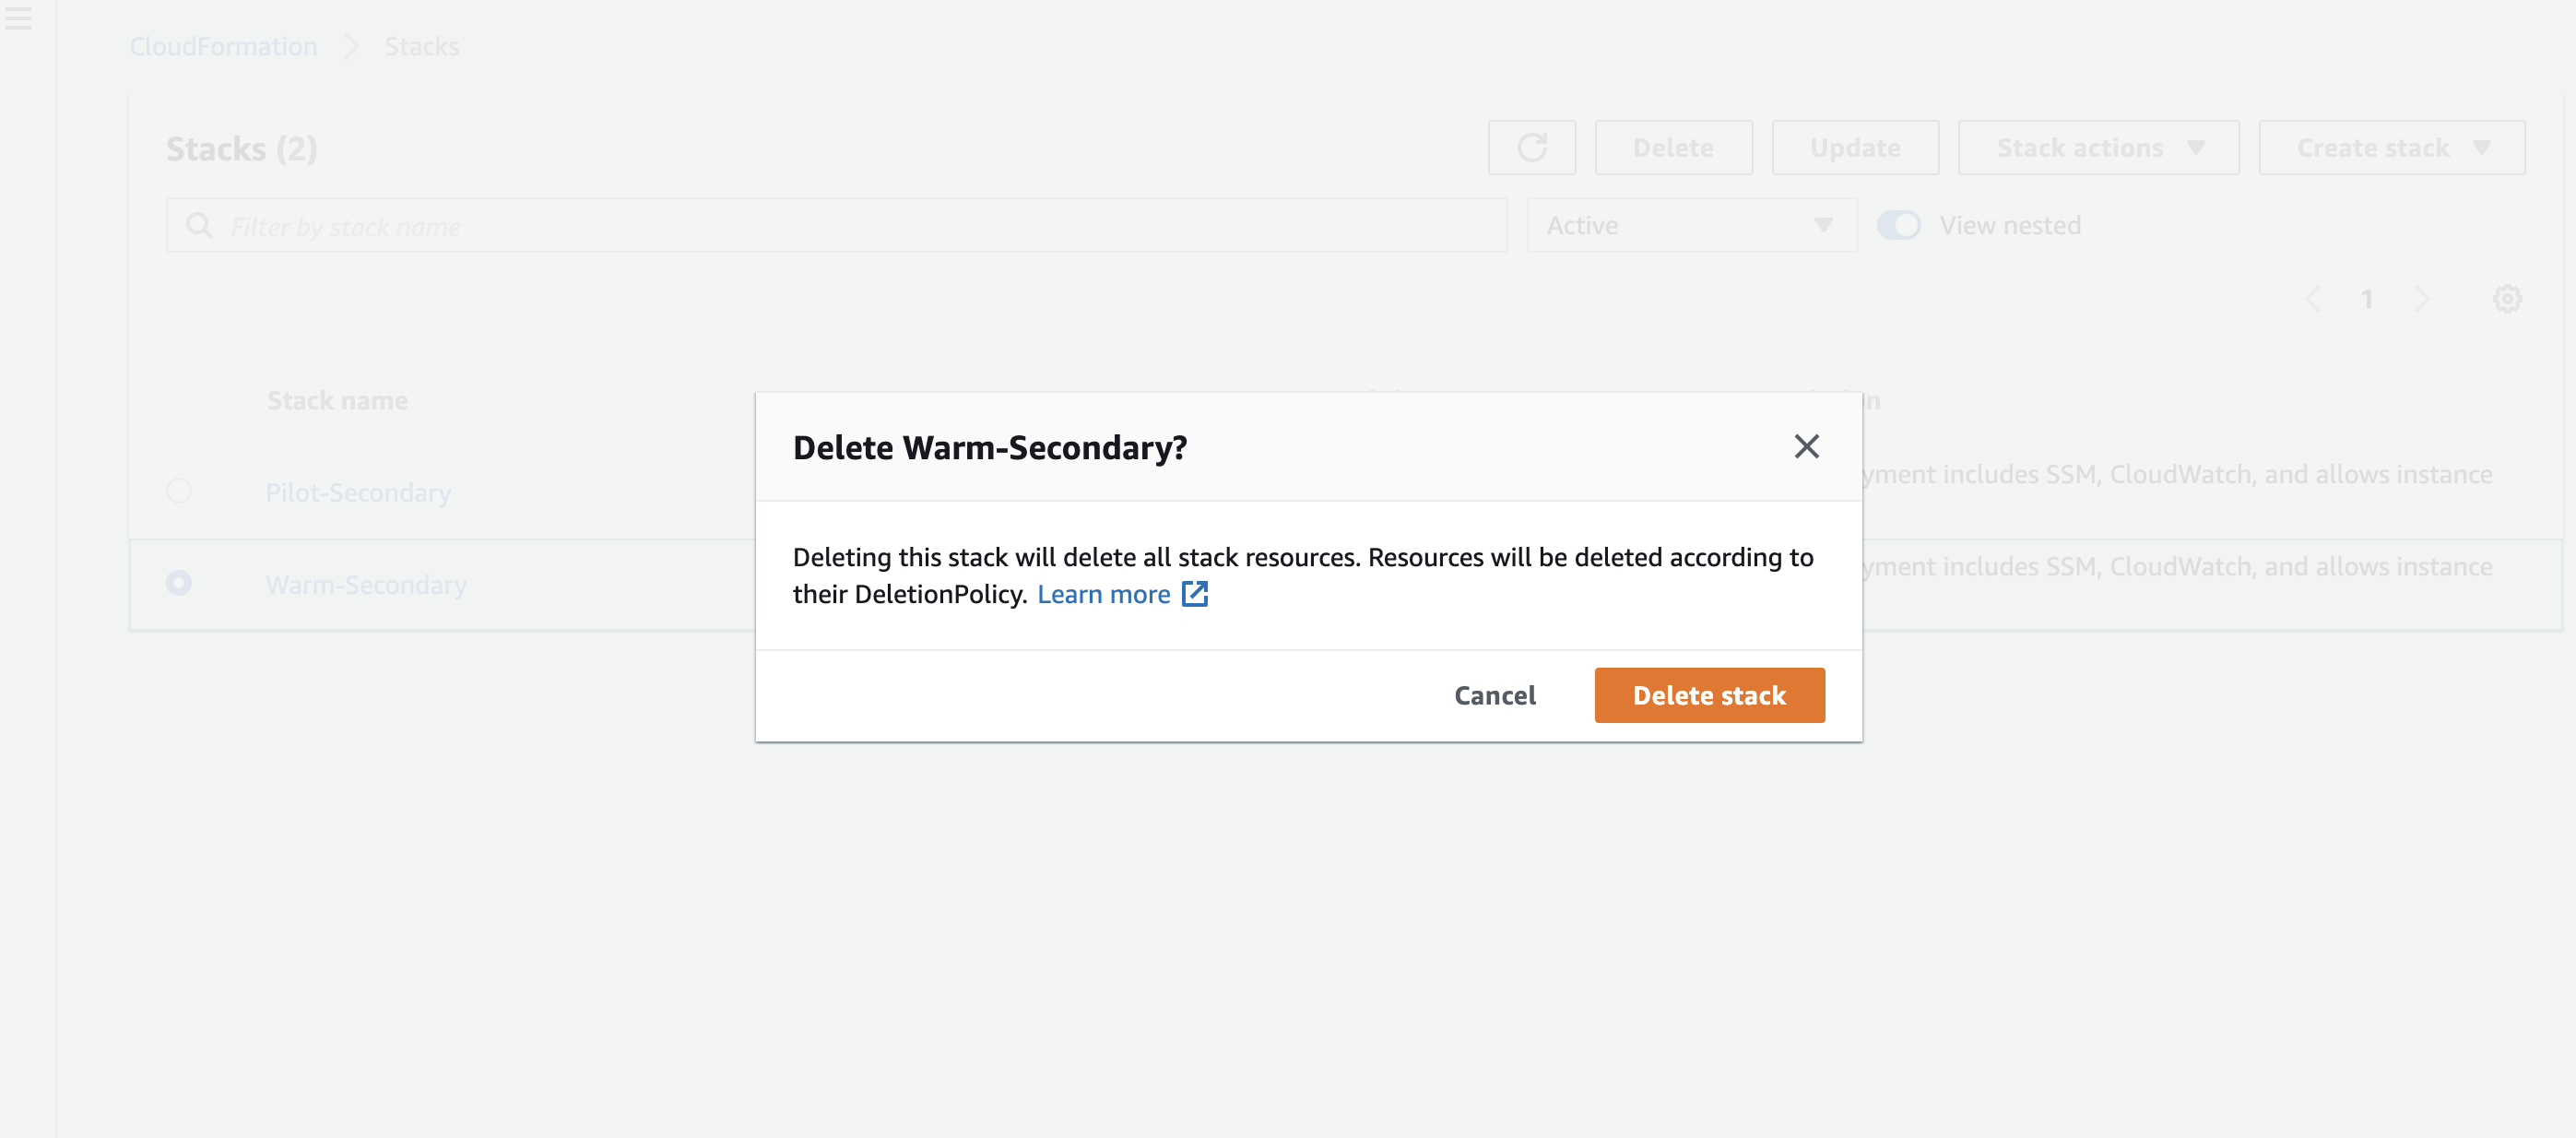 CloudFormation Stacks
Stacks (2)
Delete
Update
Stack actions
Create stack
Filter by stack name
Active
View nested
1
Stack name
Delete Warm-Secondary?
Pilot-Secondary
yment includes SSM, CloudWatch, and allows instance
Warm-Secondary
yment includes SSM, CloudWatch, and allows instance
Deleting this stack will delete all stack resources. Resources will be deleted according to
their DeletionPolicy. Learn more
Cancel
Delete stack